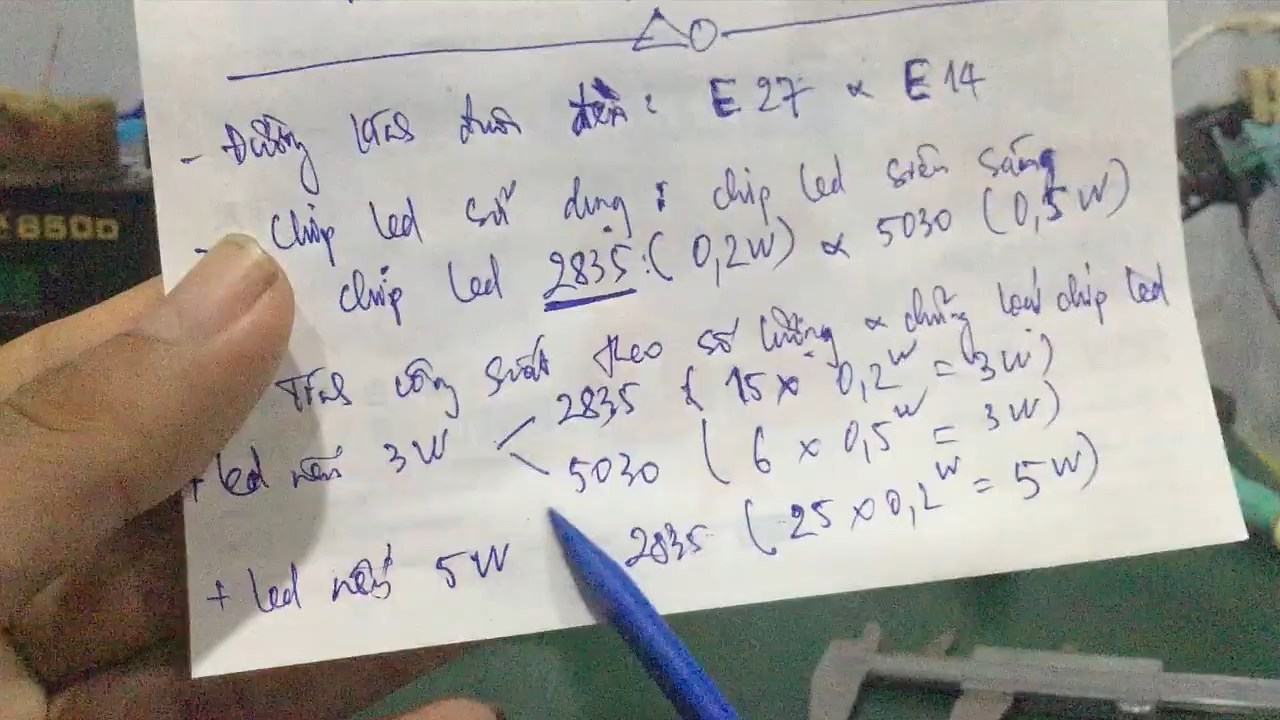 - Đường kính đuôi đèn: E27 & E14
- Chip led sử dụng: chip led siêu sáng
chip led 2835: (0,2W) & 5030 (0,5W)
Tính công suất theo số lượng & chủng loại chip led
+ led nến 3W < 2835 (15 x 0,2W = 3W)
5030 (6 x 0,5W = 3W)
+ led nến 5W 2835 (25 x 0,2W = 5W)
650D